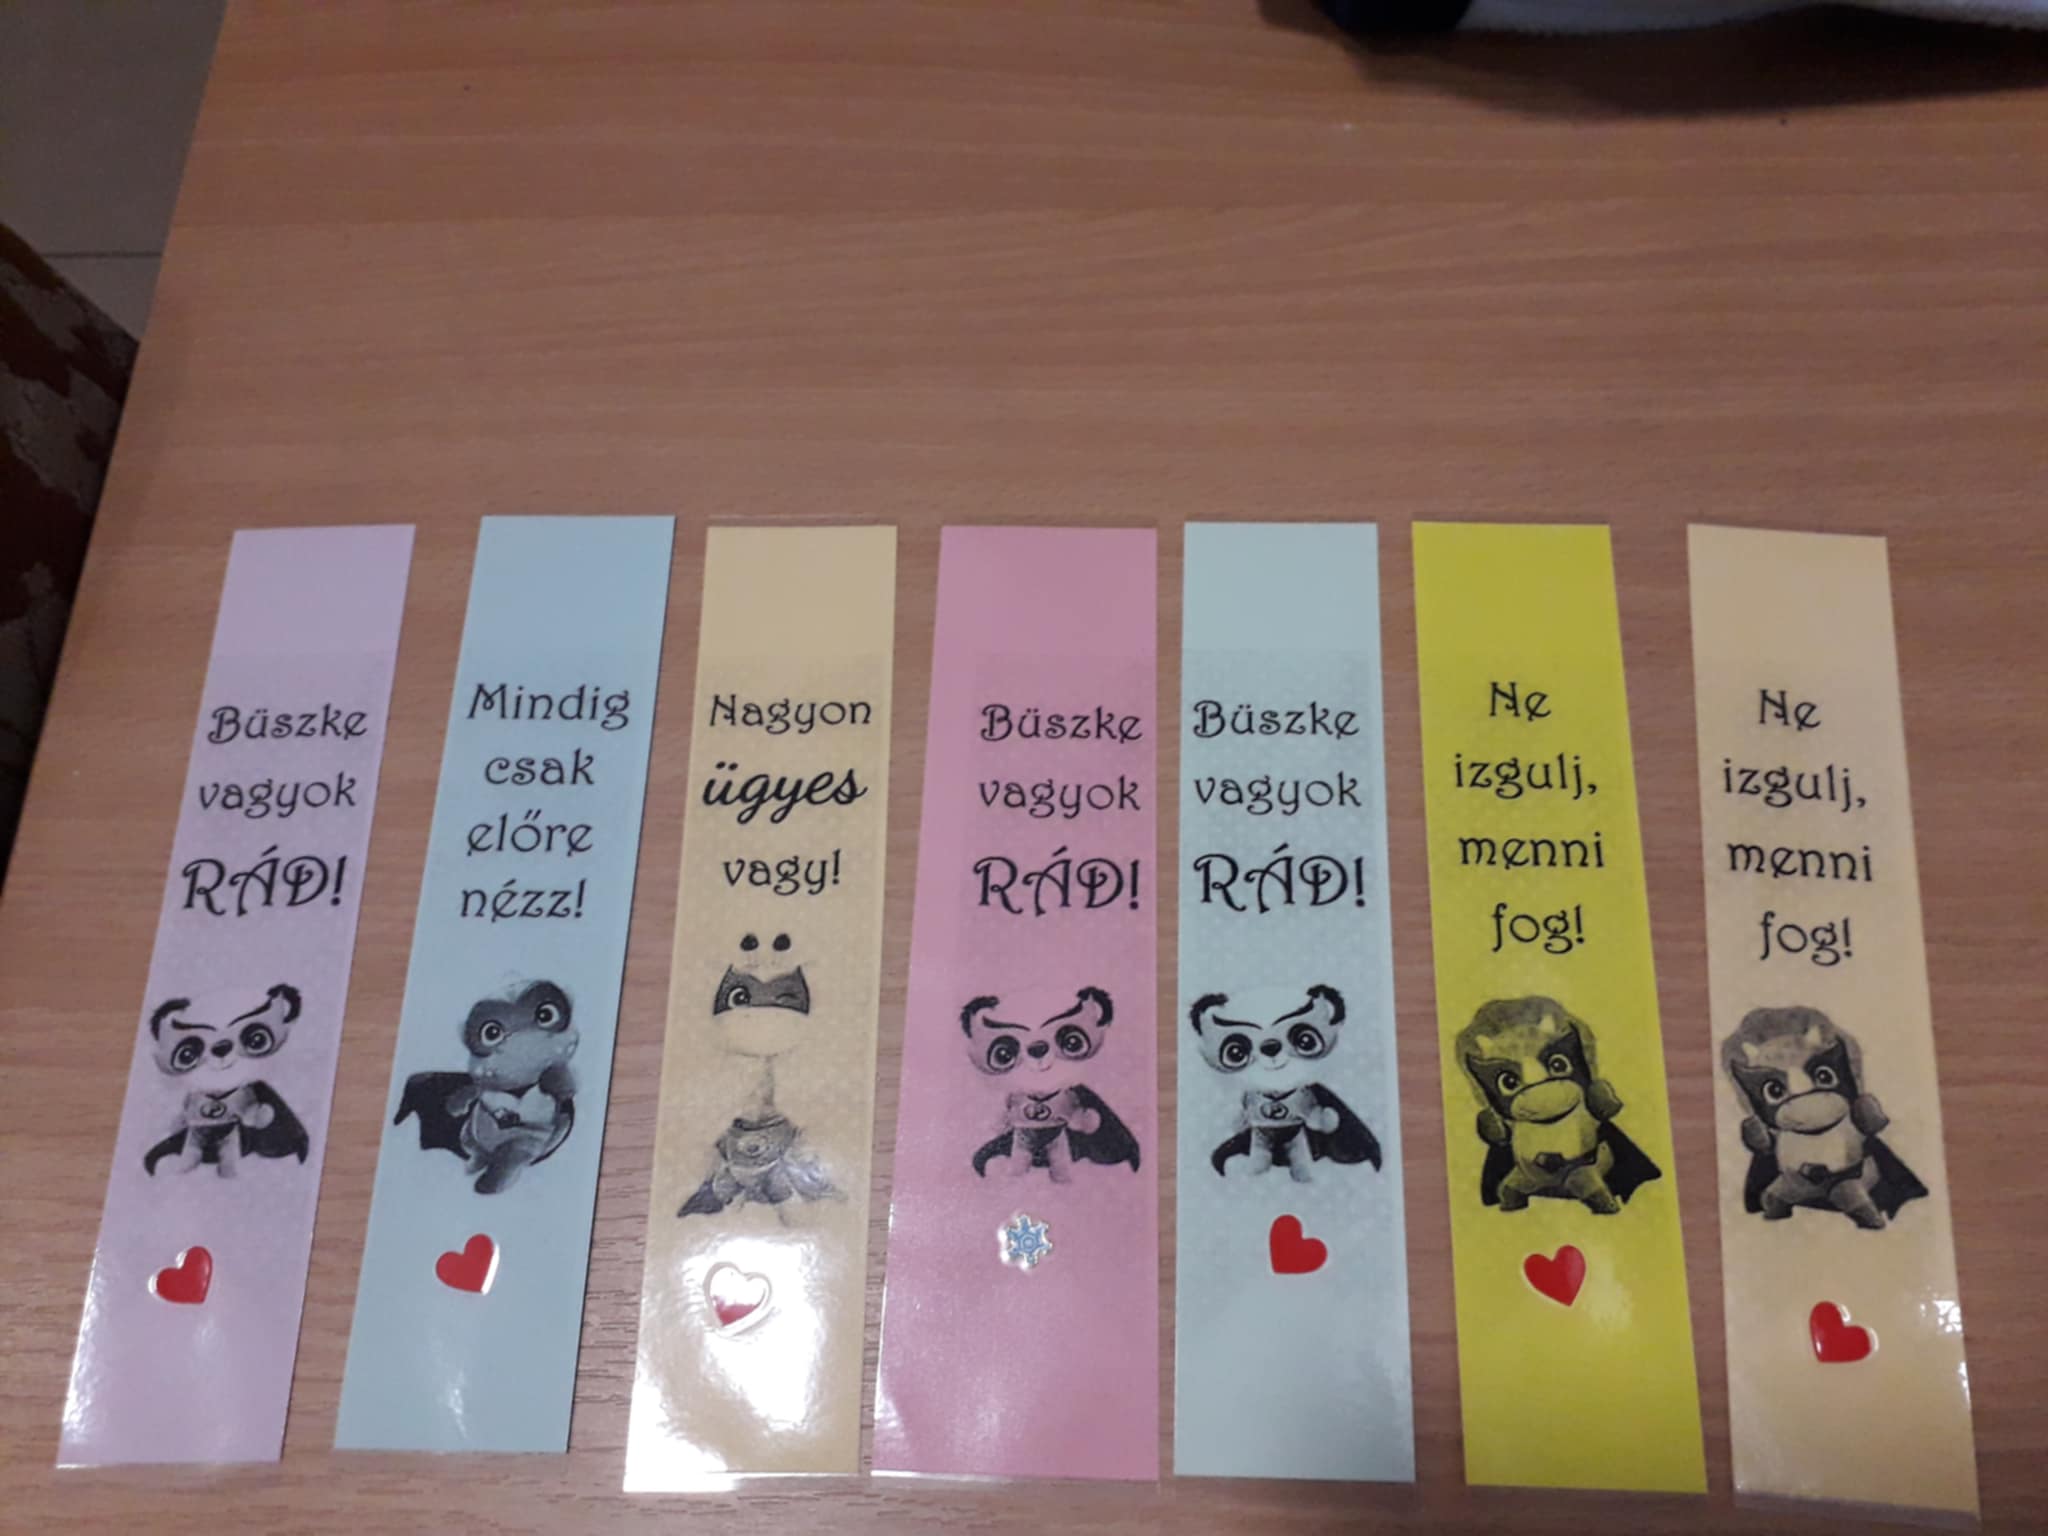 Büszke
vagyok
RÁD!
Mindig
csak
előre
nézz!
Nagyon
ügyes
vagy!
Büszke
vagyok
RÁD!
Büszke
vagyok
RÁD!
Ne
izgulj,
menni
fog!
Ne
izgulj,
menni
fog!